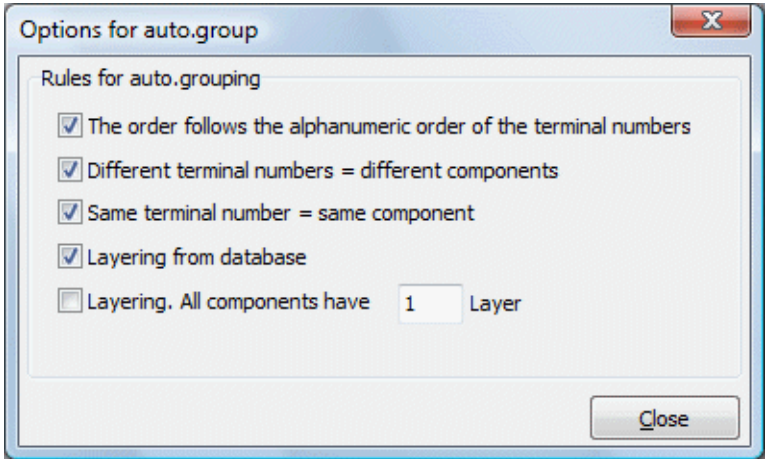 Options for auto.group
Rules for auto.grouping
The order follows the alphanumeric order of the terminal numbers
Different terminal numbers = different components
Same terminal number = same component
Layering from database
Layering. All components have 1 Layer
Close